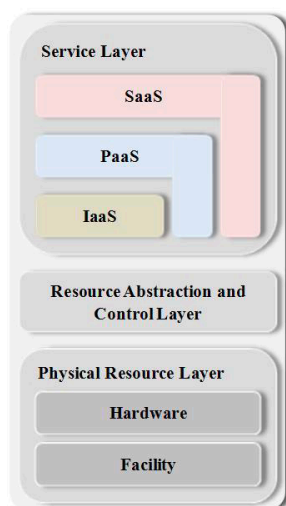 Service Layer
SaaS
PaaS
IaaS
Resource Abstraction and
Control Layer
Physical Resource Layer
Hardware
Facility